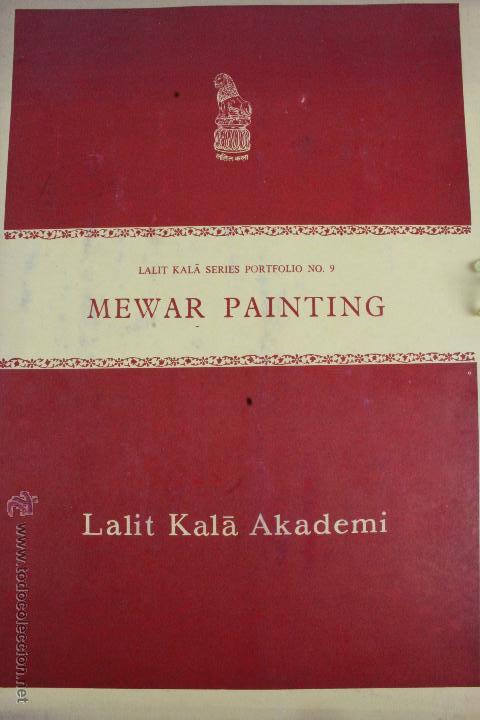 ललित कला
LALIT KALĀ SERIES PORTFOLIO NO. 9
MEWAR PAINTING
Lalit Kalā Akademi
www.todocoleccion.net